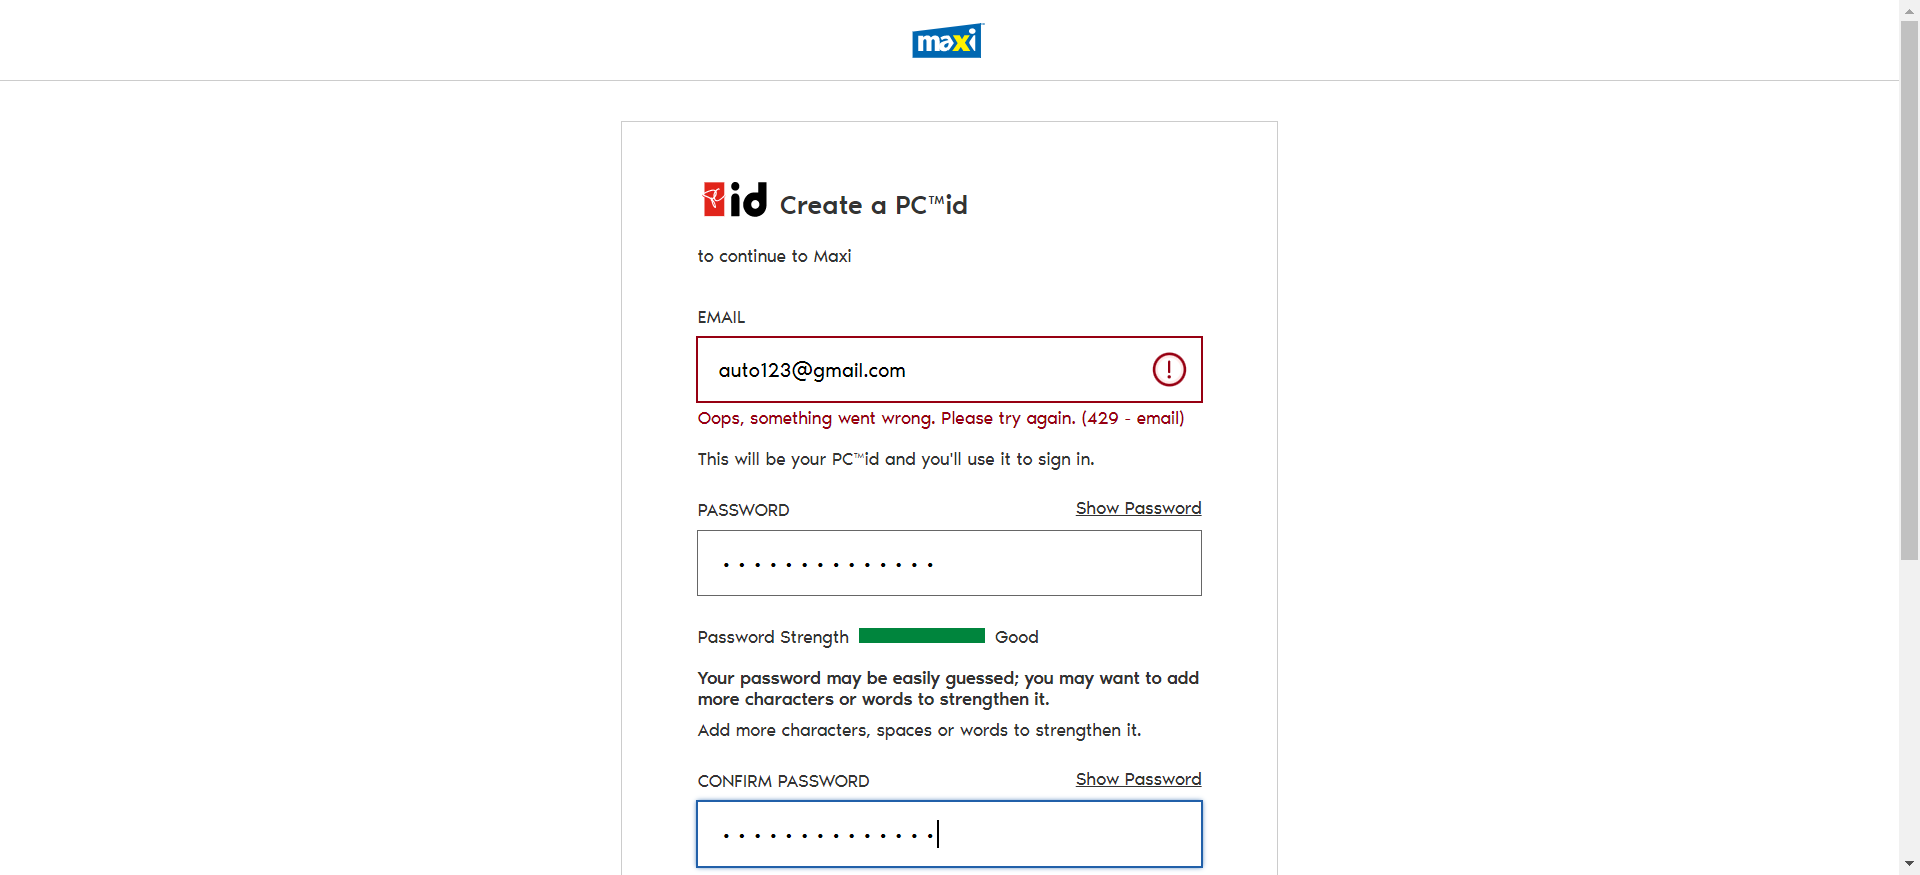 maxi
id Create a PC™id
to continue to Maxi
EMAIL
auto123@gmail.com
Oops, something went wrong. Please try again. (429 - email)
This will be your PC™id and you'll use it to sign in.
PASSWORD
Show Password
• • • • • • • • • • • • • •
Password Strength
Good
Your password may be easily guessed; you may want to add
more characters or words to strengthen it.
Add more characters, spaces or words to strengthen it.
CONFIRM PASSWORD
Show Password
• • • • • • • • • • • • • •